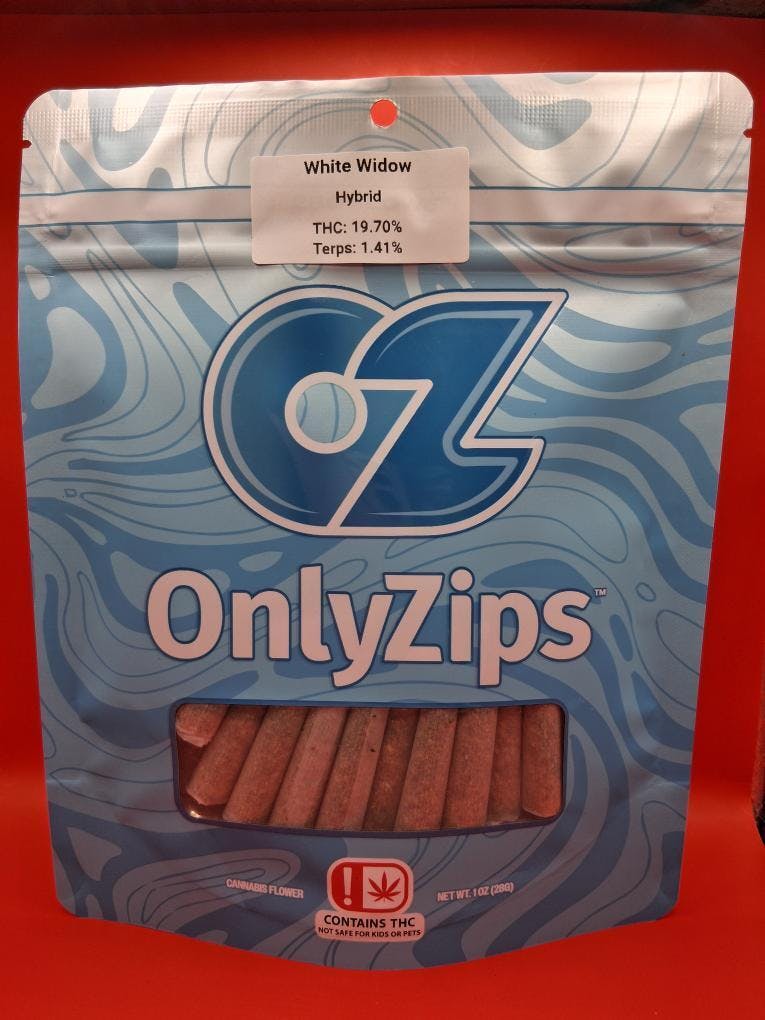 White Widow
Hybrid
THC: 19.70%
Terps: 1.41%
OZ
OnlyZips™
CANNABIS FLOWER
!
NET WT. 1 OZ (28G)
CONTAINS THC
NOT SAFE FOR KIDS OR PETS